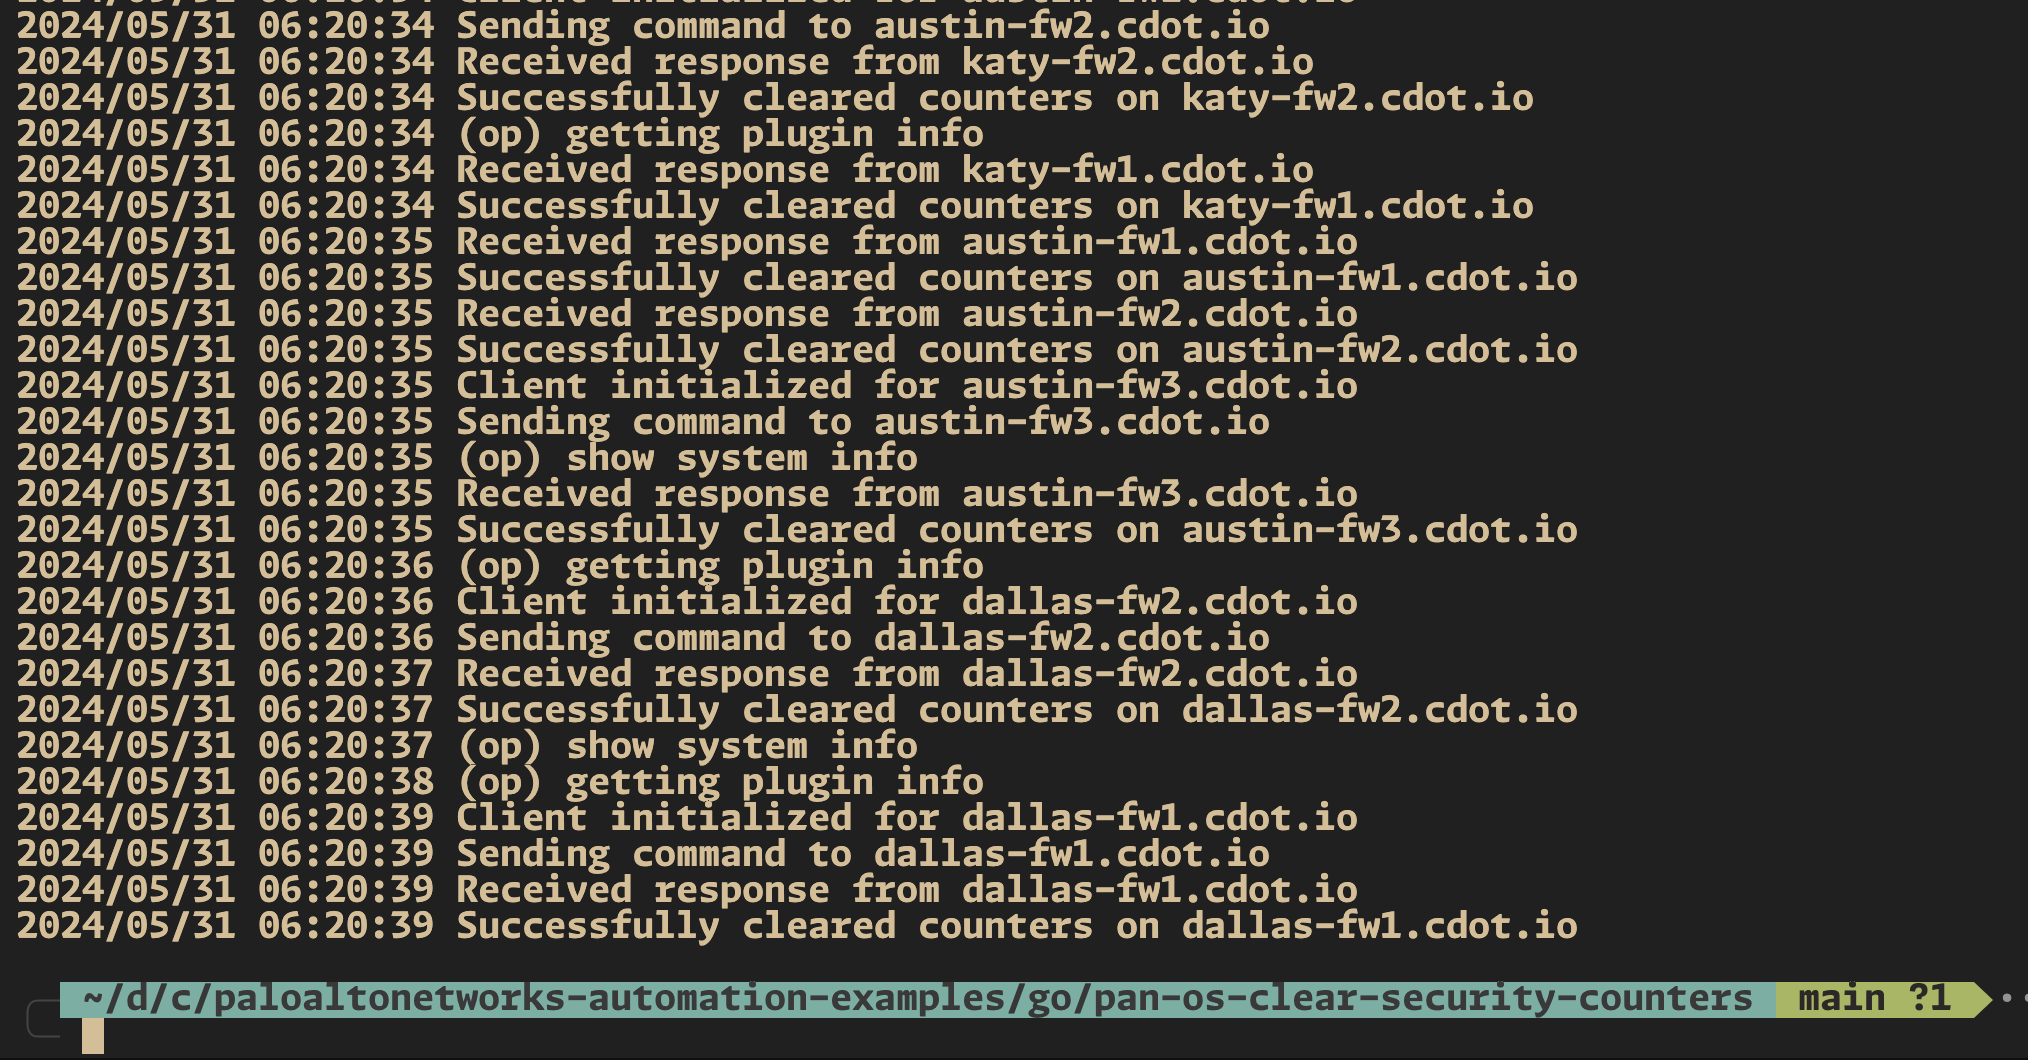 2024/05/31 06:20:34 Client initialized for austin-fw2.cdot.io
2024/05/31 06:20:34 Sending command to austin-fw2.cdot.io
2024/05/31 06:20:34 Received response from katy-fw2.cdot.io
2024/05/31 06:20:34 Successfully cleared counters on katy-fw2.cdot.io
2024/05/31 06:20:34 (op) getting plugin info
2024/05/31 06:20:34 Received response from katy-fw1.cdot.io
2024/05/31 06:20:34 Successfully cleared counters on katy-fw1.cdot.io
2024/05/31 06:20:35 Received response from austin-fw1.cdot.io
2024/05/31 06:20:35 Successfully cleared counters on austin-fw1.cdot.io
2024/05/31 06:20:35 Received response from austin-fw2.cdot.io
2024/05/31 06:20:35 Successfully cleared counters on austin-fw2.cdot.io
2024/05/31 06:20:35 Client initialized for austin-fw3.cdot.io
2024/05/31 06:20:35 Sending command to austin-fw3.cdot.io
2024/05/31 06:20:35 (op) show system info
2024/05/31 06:20:35 Received response from austin-fw3.cdot.io
2024/05/31 06:20:35 Successfully cleared counters on austin-fw3.cdot.io
2024/05/31 06:20:36 (op) getting plugin info
2024/05/31 06:20:36 Client initialized for dallas-fw2.cdot.io
2024/05/31 06:20:36 Sending command to dallas-fw2.cdot.io
2024/05/31 06:20:37 Received response from dallas-fw2.cdot.io
2024/05/31 06:20:37 Successfully cleared counters on dallas-fw2.cdot.io
2024/05/31 06:20:37 (op) show system info
2024/05/31 06:20:38 (op) getting plugin info
2024/05/31 06:20:39 Client initialized for dallas-fw1.cdot.io
2024/05/31 06:20:39 Sending command to dallas-fw1.cdot.io
2024/05/31 06:20:39 Received response from dallas-fw1.cdot.io
2024/05/31 06:20:39 Successfully cleared counters on dallas-fw1.cdot.io
~/d/c/paloaltonetworks-automation-examples/go/pan-os-clear-security-counters main ?1